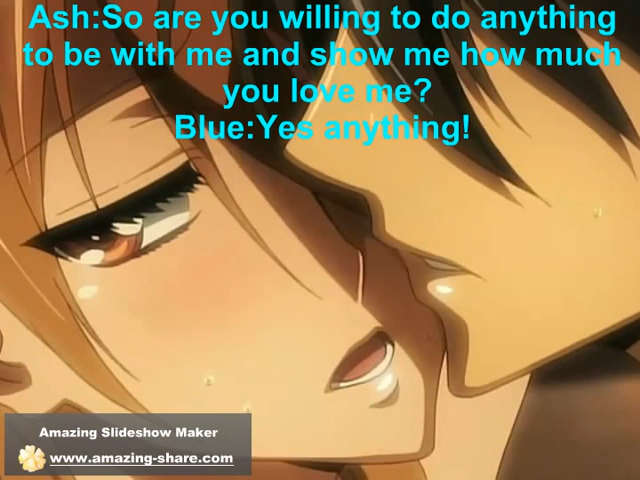 Ash:So are you willing to do anything
to be with me and show me how much
you love me?
Blue:Yes anything!
Amazing Slideshow Maker
www.amazing-share.com